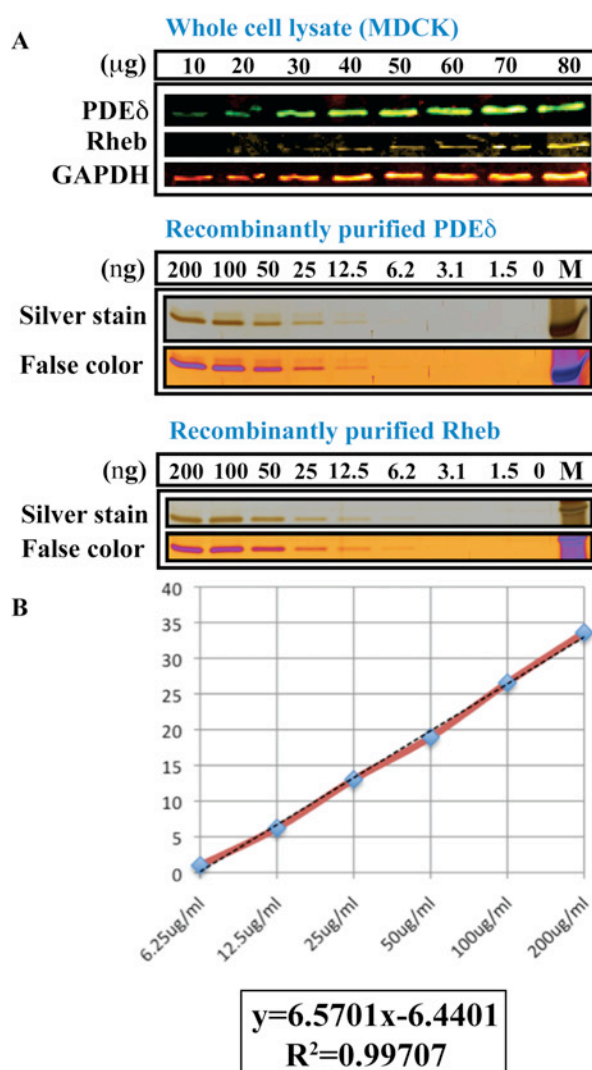 A
Whole cell lysate (MDCK)
(µg) 10 20 30 40 50 60 70 80
PDEδ
Rheb
GAPDH
Recombinantly purified PDEδ
(ng) 200 100 50 25 12.5 6.2 3.1 1.5 0 M
Silver stain
False color
Recombinantly purified Rheb
(ng) 200 100 50 25 12.5 6.2 3.1 1.5 0 M
Silver stain
False color
B
40
35
30
25
20
15
10
5
0
6.25ug/ml 12.5ug/ml 25ug/ml 50ug/ml 100ug/ml 200ug/ml
y=6.5701x-6.4401
R²=0.99707